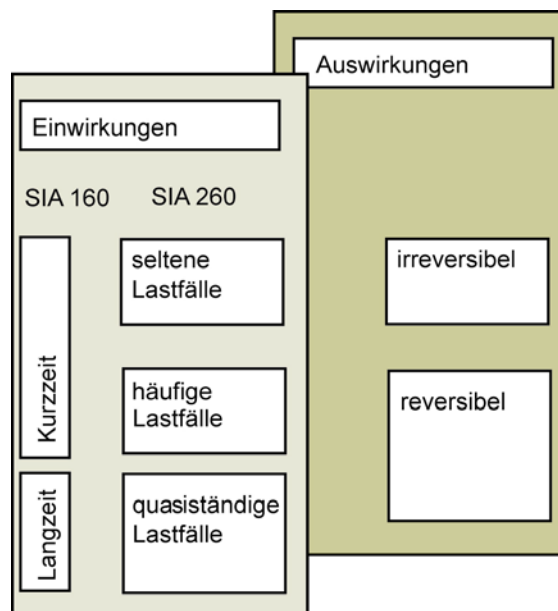 Auswirkungen
Einwirkungen
SIA 160 SIA 260
seltene
Lastfälle
irreversibel
Kurzzeit
häufige
Lastfälle
reversibel
Langzeit
quasiständige
Lastfälle